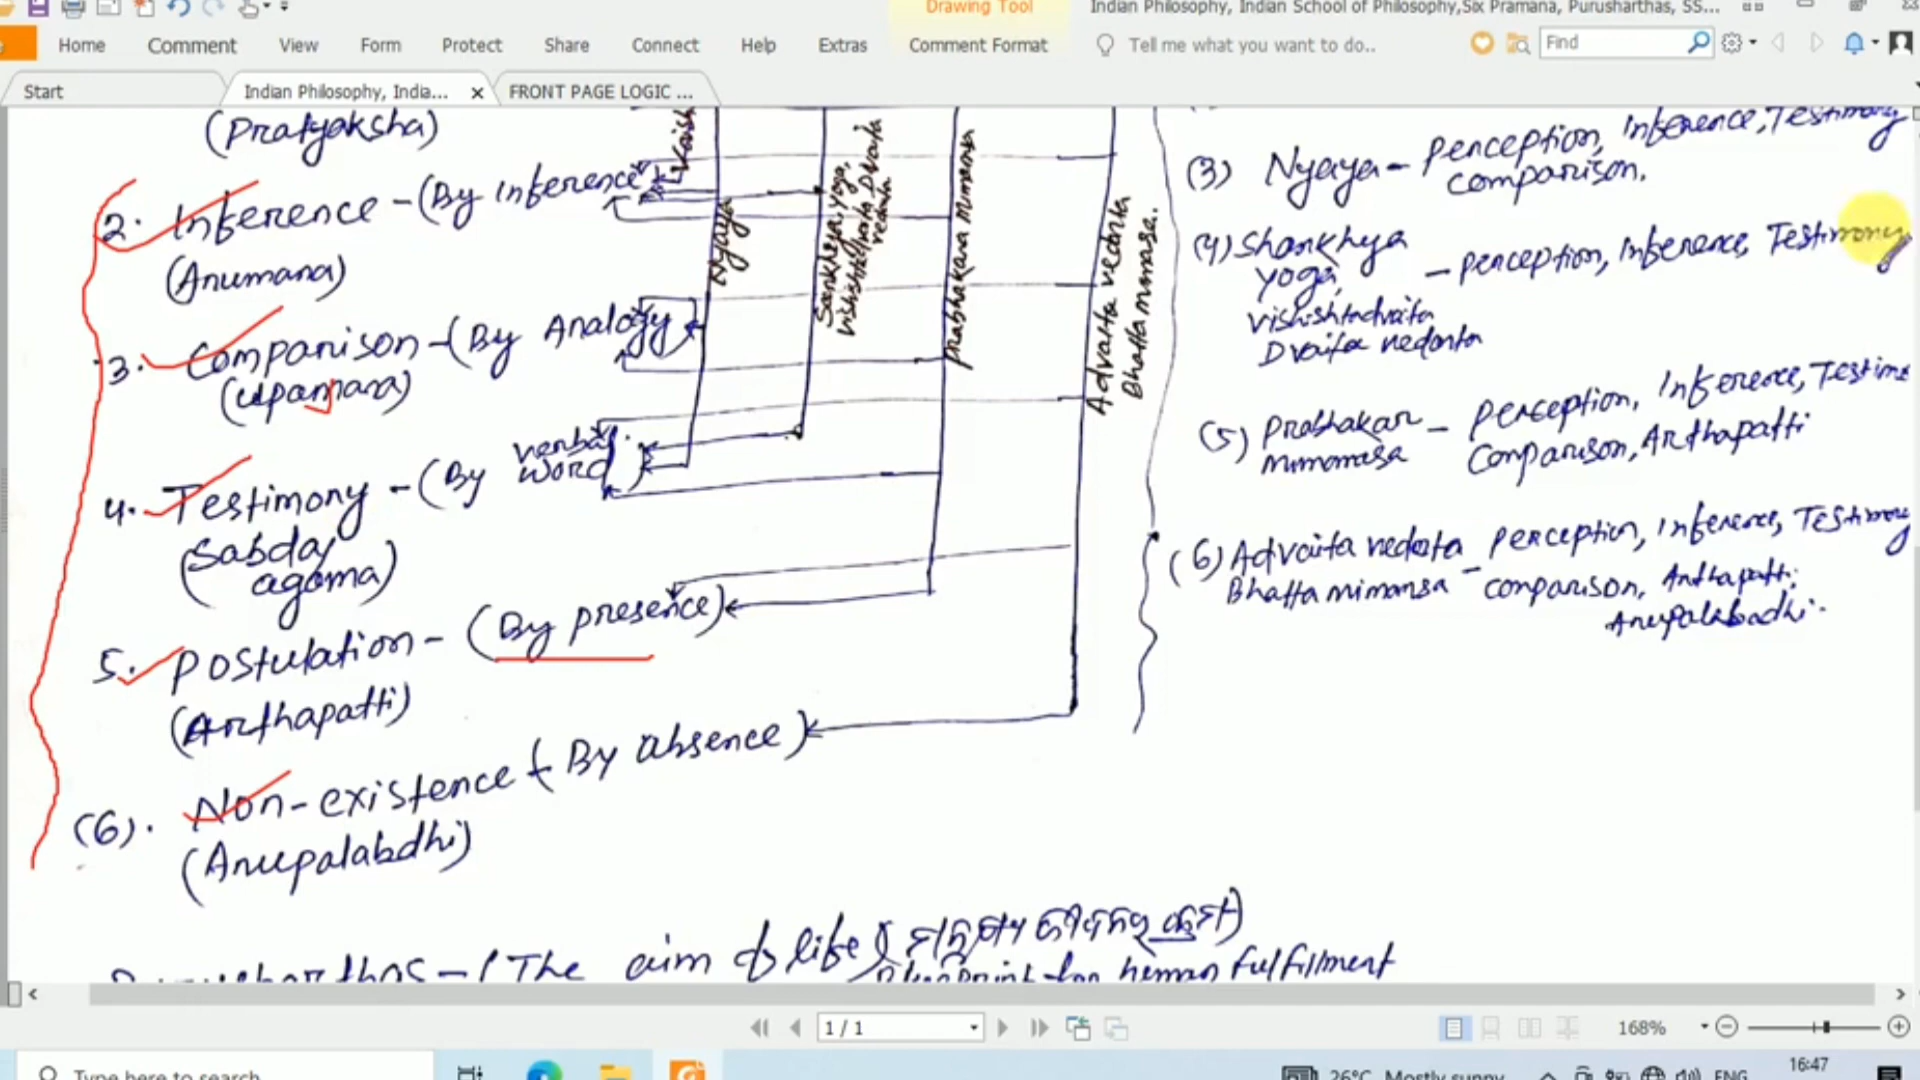 Drawing Tool
Indian Philosophy, Indian School of Philosophy,Six Pramana, Purusharthas, SS...
Home Comment View Form Protect Share Connect Help Extras Comment Format Tell me what you want to do.. Find
Start Indian Philosophy, India... x FRONT PAGE LOGIC ...
(Pratyaksha)
2. Inference - (By Inference
(Anumana)
3. Comparison - (By Analogy)
(Upamana)
4. Testimony - (By verbal word)
(Sabda,
agama)
5. Postulation - (By presence)
(Arthapatti)
(6). Non-existence (By absence)
(Anupalabdhi)
Vaish
Nyaya
Sankhya, yoga,
Vishishtadvaita Dvaita
vedanta
Prabhakara Mimamsa
Advaita vedanta
Bhatta mimamsa.
(3) Nyaya - Perception, Inference, Testimony
comparison.
(4) Shankhya
yoga, - perception, Inference, Testimony
vishishtadvaita
Dvaita vedanta
(5) Prabhakar - Perception, Inference, Testimo
mimomasa Comparison, Arthapatti
(6) Advaita vedanta - perception, Inference, Testimony
Bhatta mimansa comparison, Arthapatti,
Anupalabadhi.
(The aim of life)
human fulfillment
1 / 1
168%
Type here to search
26°C Mostly sunny
ENG
16:47